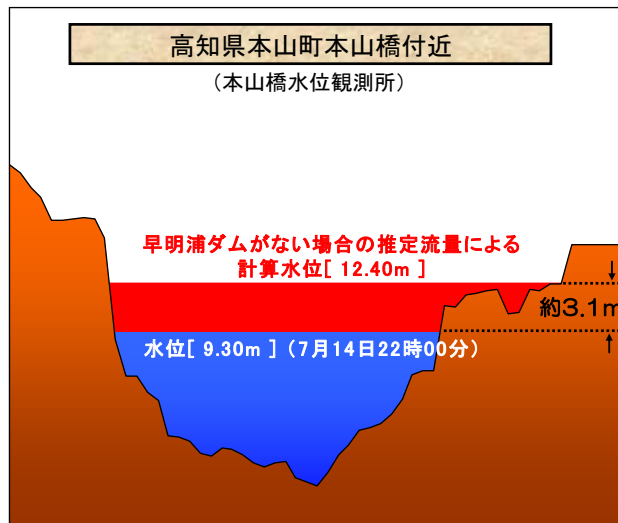 高知県本山町本山橋付近
（本山橋水位観測所）
早明浦ダムがない場合の推定流量による
計算水位[ 12.40m ]
約3.1m
水位[ 9.30m ]（7月14日22時00分）